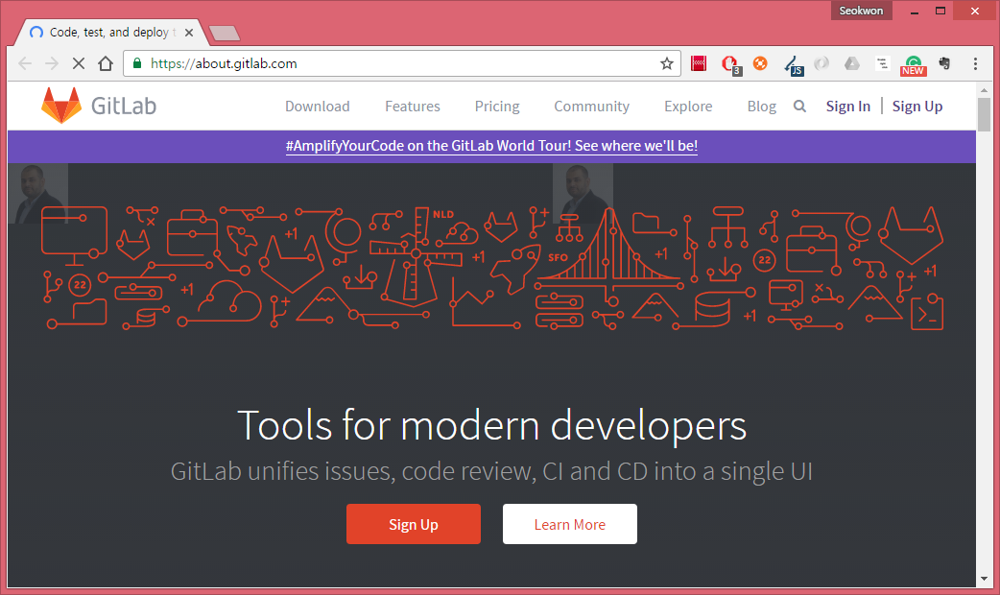 Seokwon
Code, test, and deploy t
https://about.gitlab.com
3
JS
NEW
GitLab
Download
Features
Pricing
Community
Explore
Blog
Sign In
Sign Up
#AmplifyYourCode on the GitLab World Tour! See where we'll be!
NLD
+1
+1
SFO
+1
22
22
+1
+1
+1
Tools for modern developers
GitLab unifies issues, code review, CI and CD into a single UI
Sign Up
Learn More